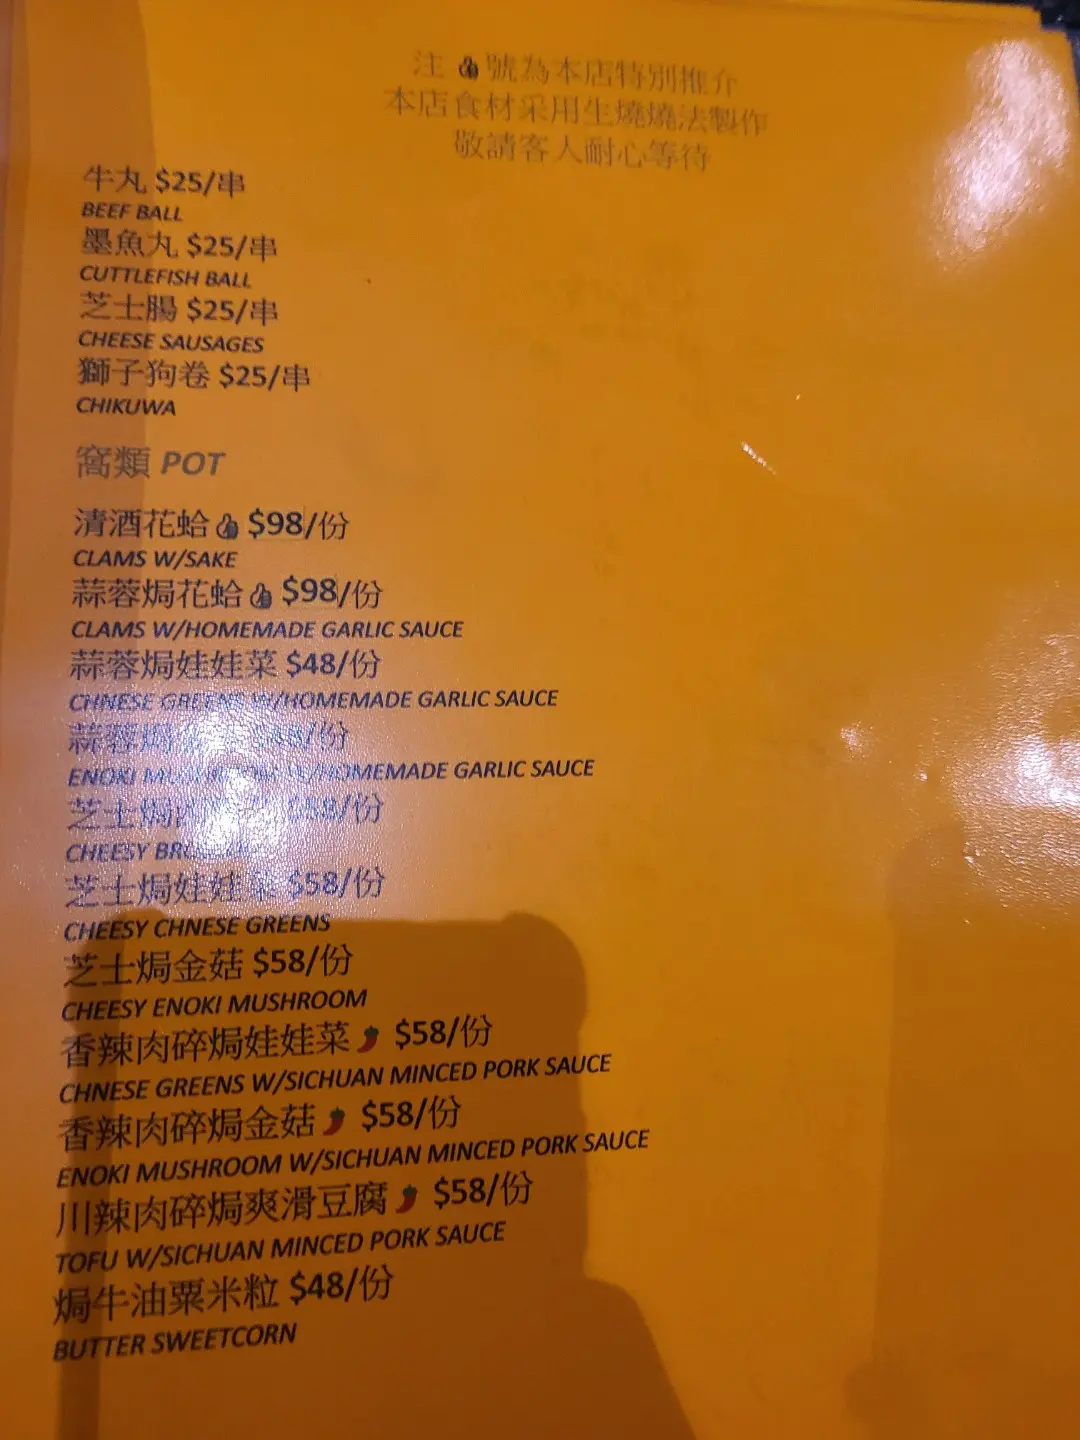 注 👍號為本店特別推介
本店食材采用生燒燒法製作
敬請客人耐心等待
牛丸 $25/串
BEEF BALL
墨魚丸 $25/串
CUTTLEFISH BALL
芝士腸 $25/串
CHEESE SAUSAGES
獅子狗卷 $25/串
CHIKUWA
窩類 POT
清酒花蛤👍 $98/份
CLAMS W/SAKE
蒜蓉焗花蛤👍 $98/份
CLAMS W/HOMEMADE GARLIC SAUCE
蒜蓉焗娃娃菜 $48/份
CHNESE GREENS W/HOMEMADE GARLIC SAUCE
蒜蓉焗 $48/份
ENOKI MUSHROOM W/HOMEMADE GARLIC SAUCE
芝士焗 $58/份
CHEESY
芝士焗娃娃菜 $58/份
CHEESY CHNESE GREENS
芝士焗金菇 $58/份
CHEESY ENOKI MUSHROOM
香辣肉碎焗娃娃菜🌶 $58/份
CHNESE GREENS W/SICHUAN MINCED PORK SAUCE
香辣肉碎焗金菇🌶 $58/份
ENOKI MUSHROOM W/SICHUAN MINCED PORK SAUCE
川辣肉碎焗爽滑豆腐🌶 $58/份
TOFU W/SICHUAN MINCED PORK SAUCE
焗牛油粟米粒 $48/份
BUTTER SWEETCORN